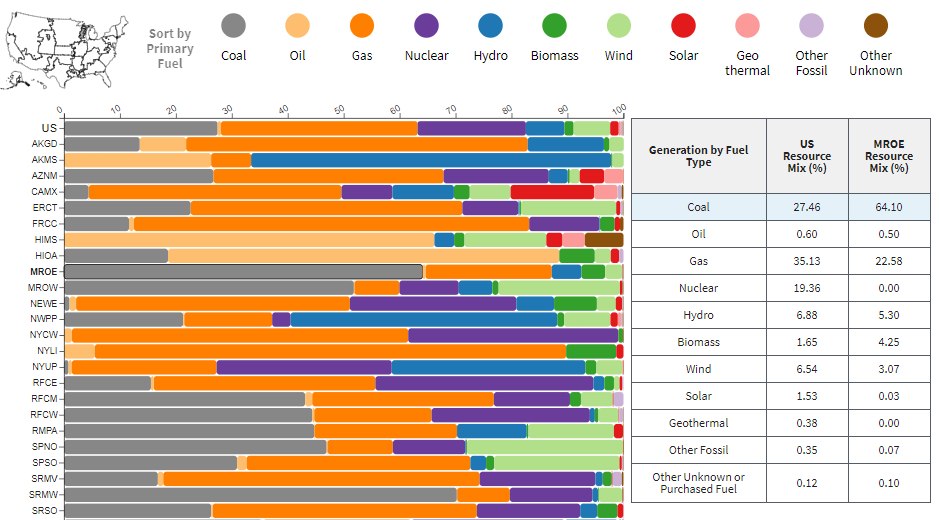 Sort by
Primary
Fuel
Coal
Oil
Gas
Nuclear
Hydro
Biomass
Wind
Solar
Geo
thermal
Other
Fossil
Other
Unknown
0 10 20 30 40 50 60 70 80 90 100
US
AKGD
AKMS
AZNM
CAMX
ERCT
FRCC
HIMS
HIOA
MROE
MROW
NEWE
NWPP
NYCW
NYLI
NYUP
RFCE
RFCM
RFCW
RMPA
SPNO
SPSO
SRMV
SRMW
SRSO
Generation by Fuel
Type
US
Resource
Mix (%)
MROE
Resource
Mix (%)
Coal 27.46 64.10
Oil 0.60 0.50
Gas 35.13 22.58
Nuclear 19.36 0.00
Hydro 6.88 5.30
Biomass 1.65 4.25
Wind 6.54 3.07
Solar 1.53 0.03
Geothermal 0.38 0.00
Other Fossil 0.35 0.07
Other Unknown or
Purchased Fuel 0.12 0.10